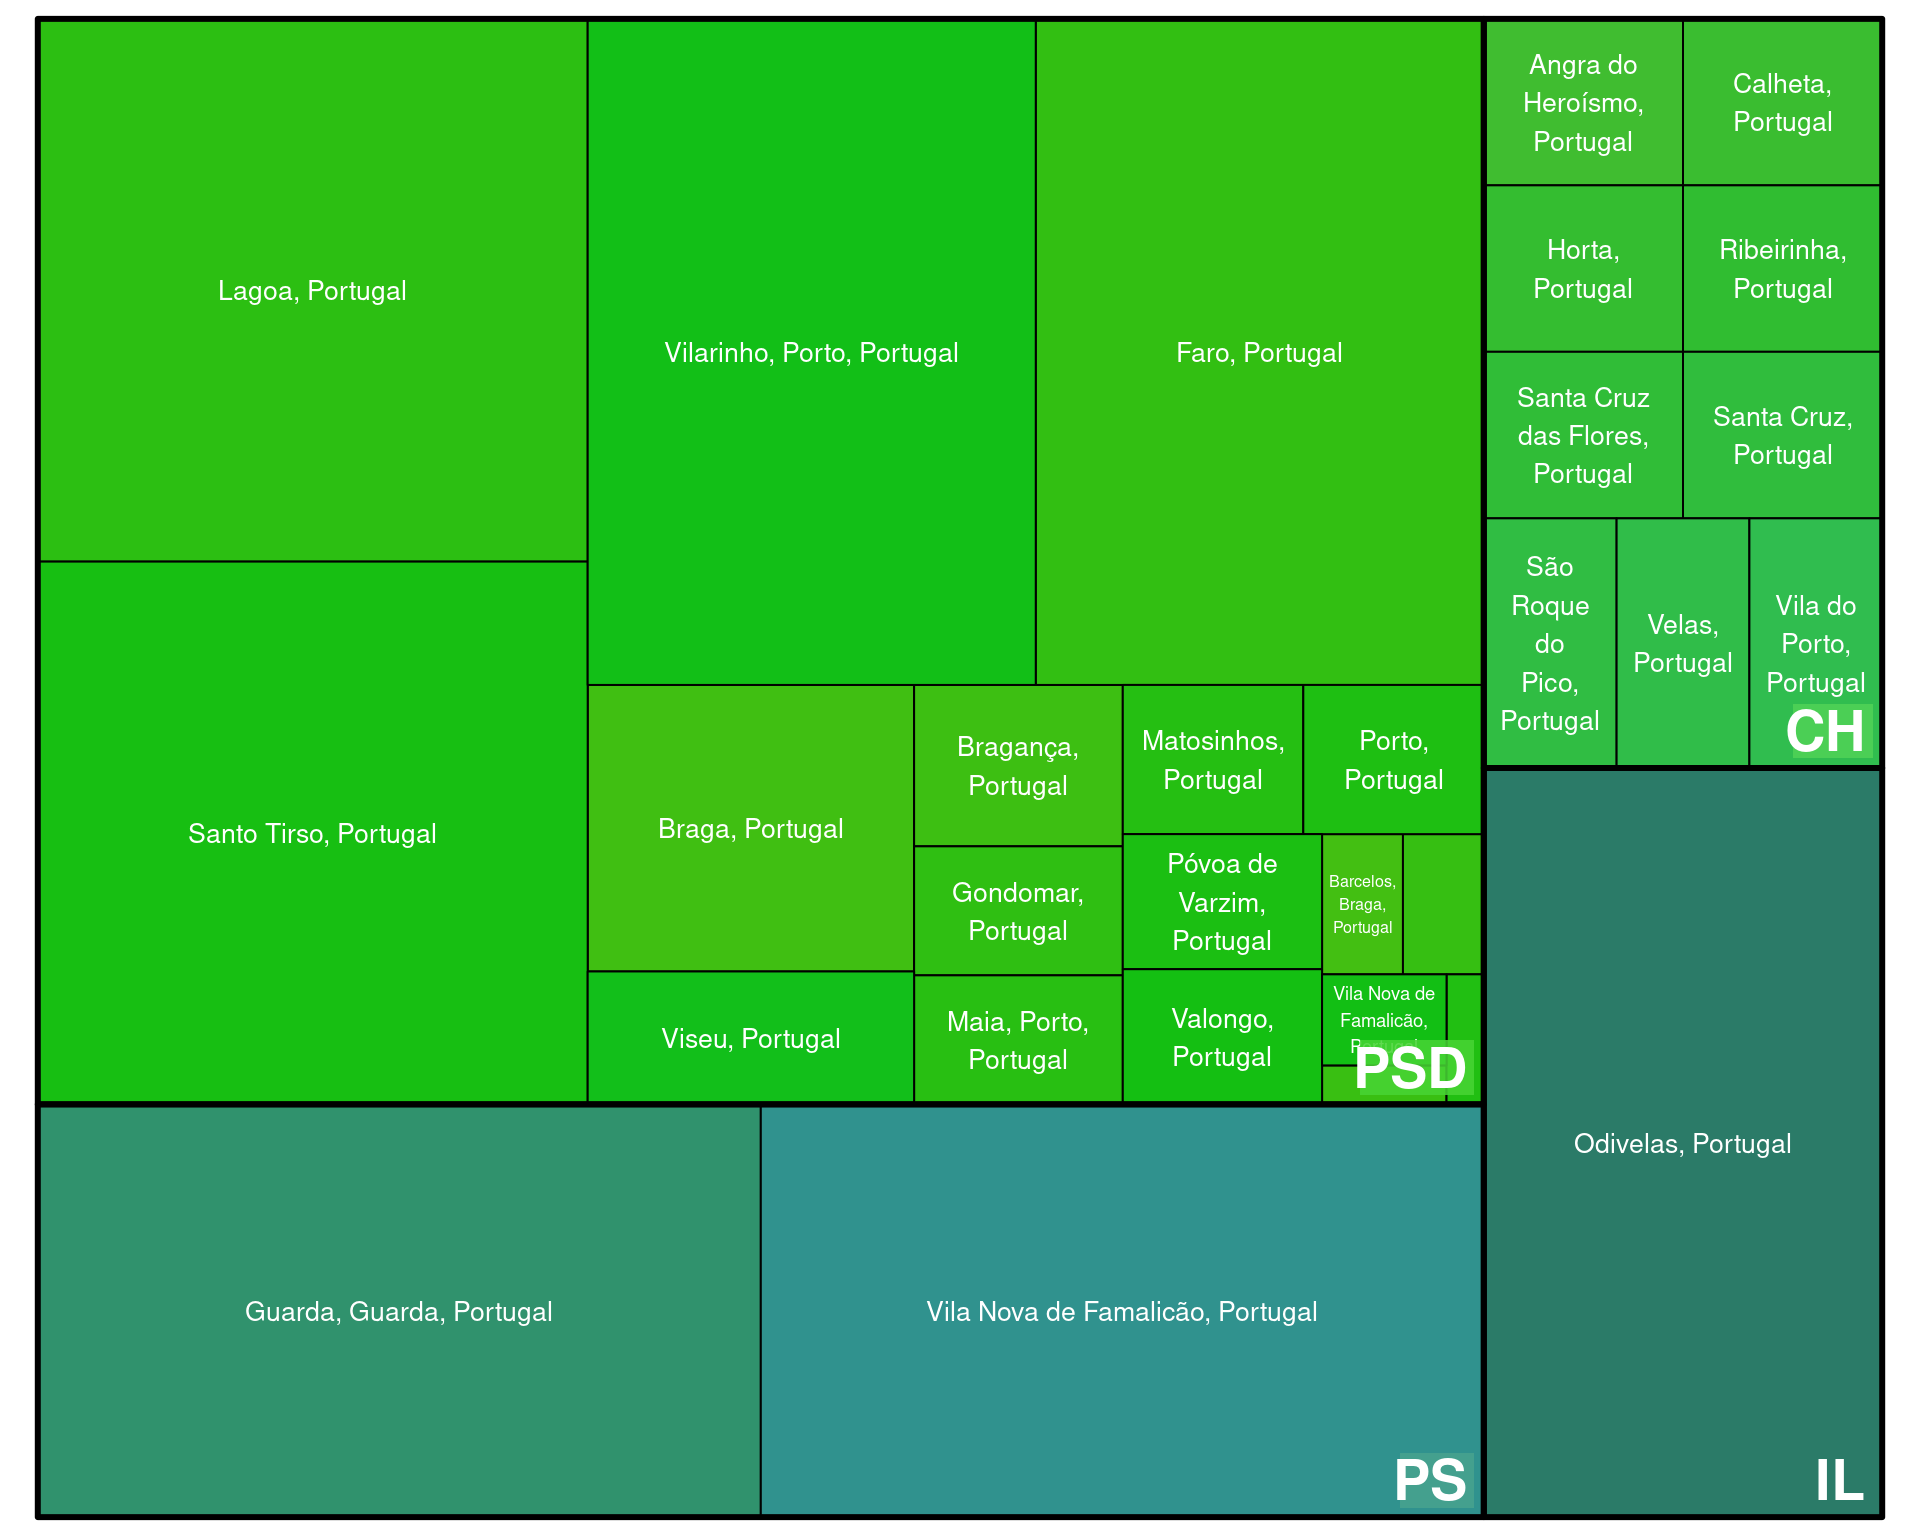 Lagoa, Portugal
Vilarinho, Porto, Portugal
Faro, Portugal
Santo Tirso, Portugal
Braga, Portugal
Viseu, Portugal
Bragança,
Portugal
Gondomar,
Portugal
Maia, Porto,
Portugal
Matosinhos,
Portugal
Porto,
Portugal
Póvoa de
Varzim,
Portugal
Valongo,
Portugal
Barcelos,
Braga,
Portugal
Vila Nova de
Famalicão,
Portugal
PSD
Guarda, Guarda, Portugal
Vila Nova de Famalicão, Portugal
PS
Angra do
Heroísmo,
Portugal
Calheta,
Portugal
Horta,
Portugal
Ribeirinha,
Portugal
Santa Cruz
das Flores,
Portugal
Santa Cruz,
Portugal
São
Roque
do
Pico,
Portugal
Velas,
Portugal
Vila do
Porto,
Portugal
CH
Odivelas, Portugal
IL